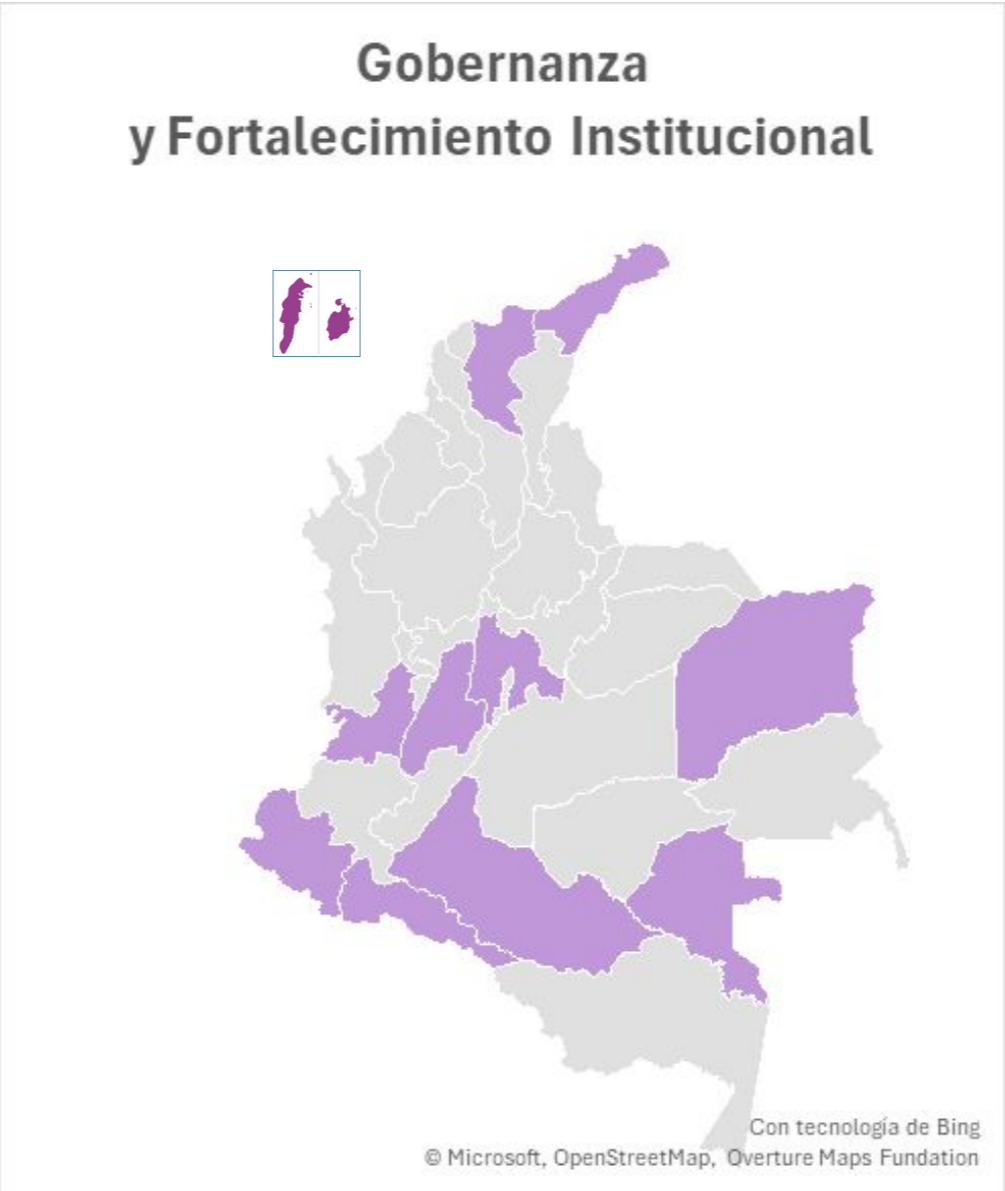 Gobernanza
y Fortalecimiento Institucional
Con tecnología de Bing
© Microsoft, OpenStreetMap, Overture Maps Fundation